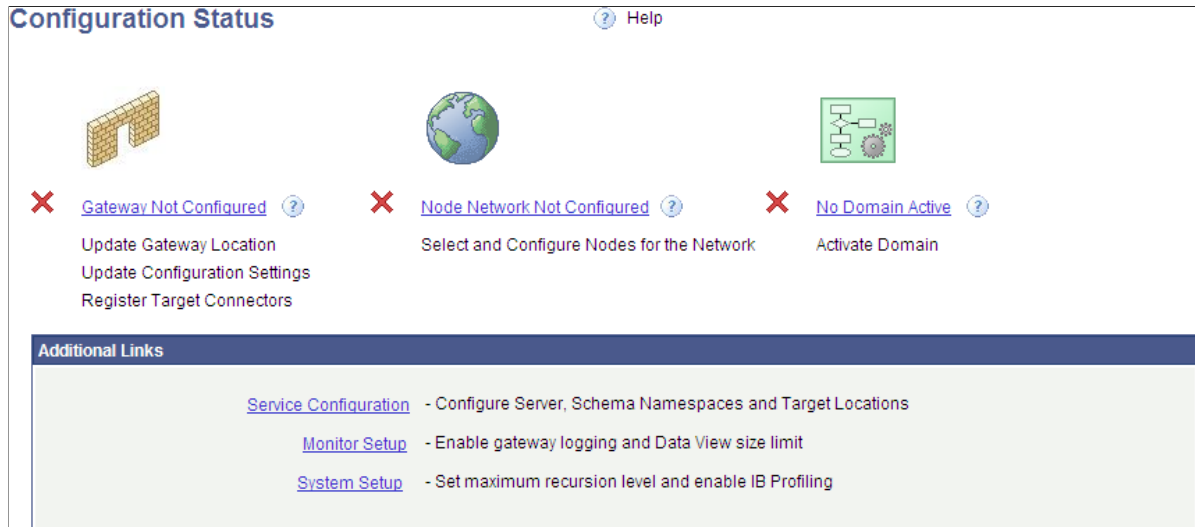 Configuration Status
? Help
Gateway Not Configured ?
Update Gateway Location
Update Configuration Settings
Register Target Connectors
Node Network Not Configured ?
Select and Configure Nodes for the Network
No Domain Active ?
Activate Domain
Additional Links
Service Configuration - Configure Server, Schema Namespaces and Target Locations
Monitor Setup - Enable gateway logging and Data View size limit
System Setup - Set maximum recursion level and enable IB Profiling